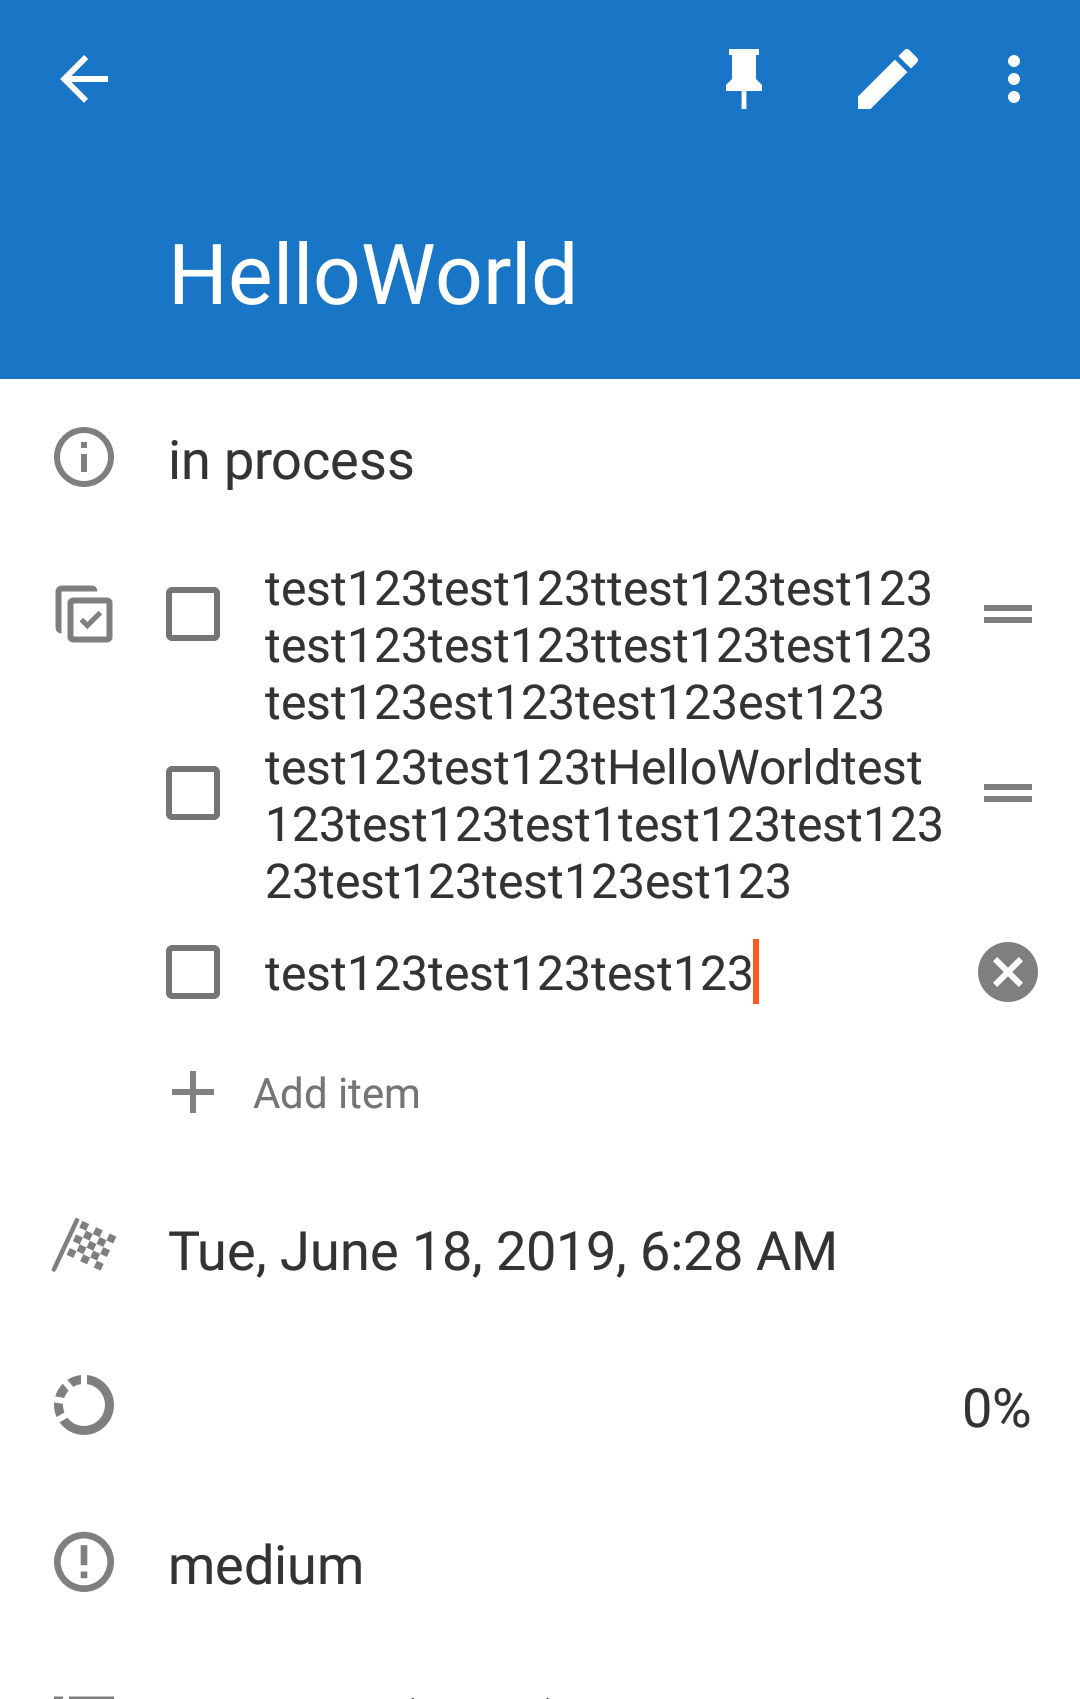 HelloWorld
in process
test123test123ttest123test123
test123test123ttest123test123
test123est123test123est123
test123test123tHelloWorldtest
123test123test1test123test123
23test123test123est123
test123test123test123
Add item
Tue, June 18, 2019, 6:28 AM
0%
medium